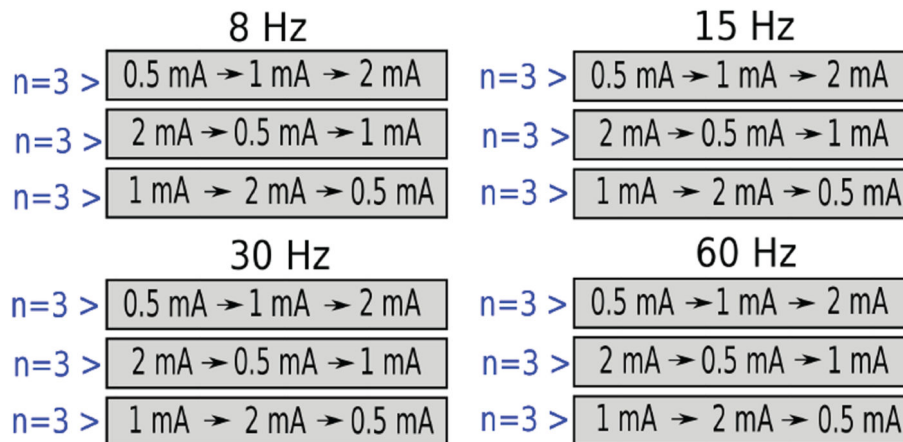 8 Hz
n=3 > 0.5 mA → 1 mA → 2 mA
n=3 > 2 mA → 0.5 mA → 1 mA
n=3 > 1 mA → 2 mA → 0.5 mA
15 Hz
n=3 > 0.5 mA → 1 mA → 2 mA
n=3 > 2 mA → 0.5 mA → 1 mA
n=3 > 1 mA → 2 mA → 0.5 mA
30 Hz
n=3 > 0.5 mA → 1 mA → 2 mA
n=3 > 2 mA → 0.5 mA → 1 mA
n=3 > 1 mA → 2 mA → 0.5 mA
60 Hz
n=3 > 0.5 mA → 1 mA → 2 mA
n=3 > 2 mA → 0.5 mA → 1 mA
n=3 > 1 mA → 2 mA → 0.5 mA